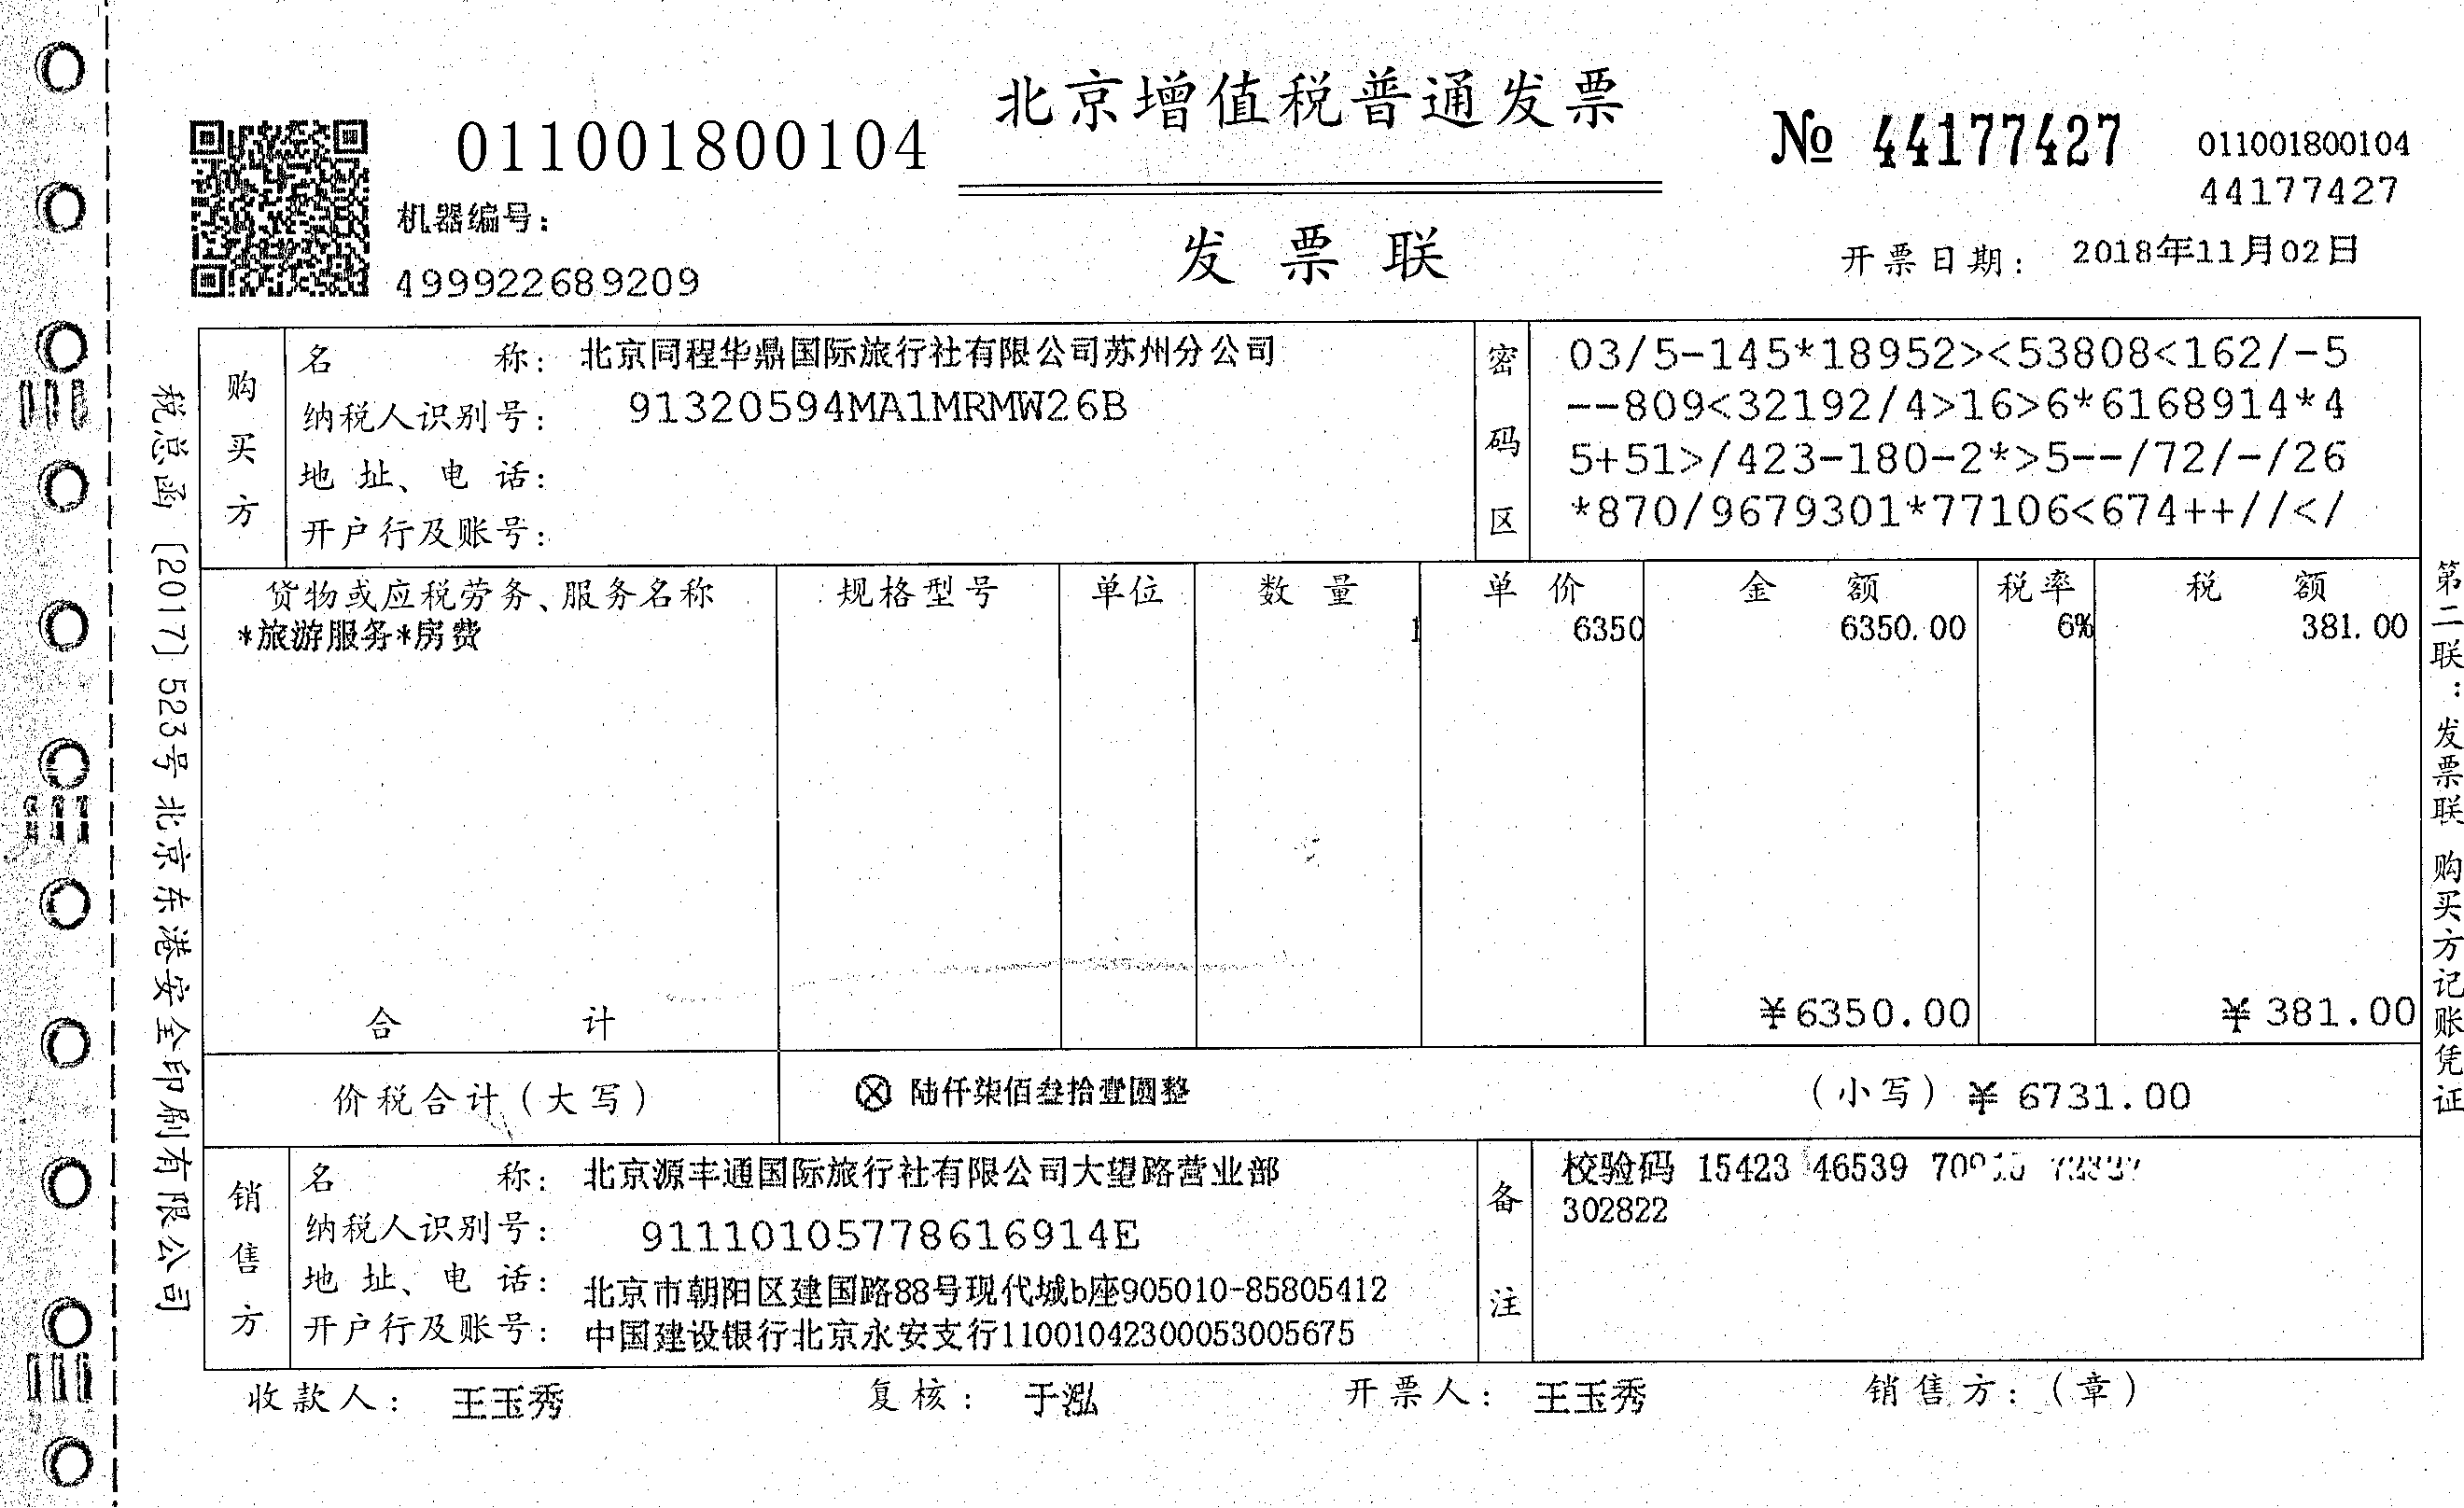 北京增值税普通发票
011001800104
№ 44177427
011001800104
44177427
机器编号：
499922689209
发票联
开票日期： 2018年11月02日
购买方
名称： 北京同程华鼎国际旅行社有限公司苏州分公司
纳税人识别号： 91320594MA1MRMW26B
地址、电话：
开户行及账号：
密码区
03/5-145*18952><53808<162/-5
--809<32192/4>16>6*6168914*4
5+51>/423-180-2*>5--/72/-/26
*870/9679301*77106<674++//</
货物或应税劳务、服务名称 规格型号 单位 数量 单价 金额 税率 税额
*旅游服务*房费 1 6350 6350.00 6% 381.00
合计 ¥6350.00 ¥381.00
价税合计（大写） ⊗ 陆仟柒佰叁拾壹圆整 （小写）¥ 6731.00
销售方
名称： 北京源丰通国际旅行社有限公司大望路营业部
纳税人识别号： 91110105778616914E
地址、电话： 北京市朝阳区建国路88号现代城b座905010-85805412
开户行及账号： 中国建设银行北京永安支行11001042300053005675
备注
校验码 15423 46539
302822
收款人： 王玉秀 复核： 于泓 开票人： 王玉秀 销售方：（章）
税总函〔2017〕523号北京东港安全印刷有限公司
第二联：发票联 购买方记账凭证